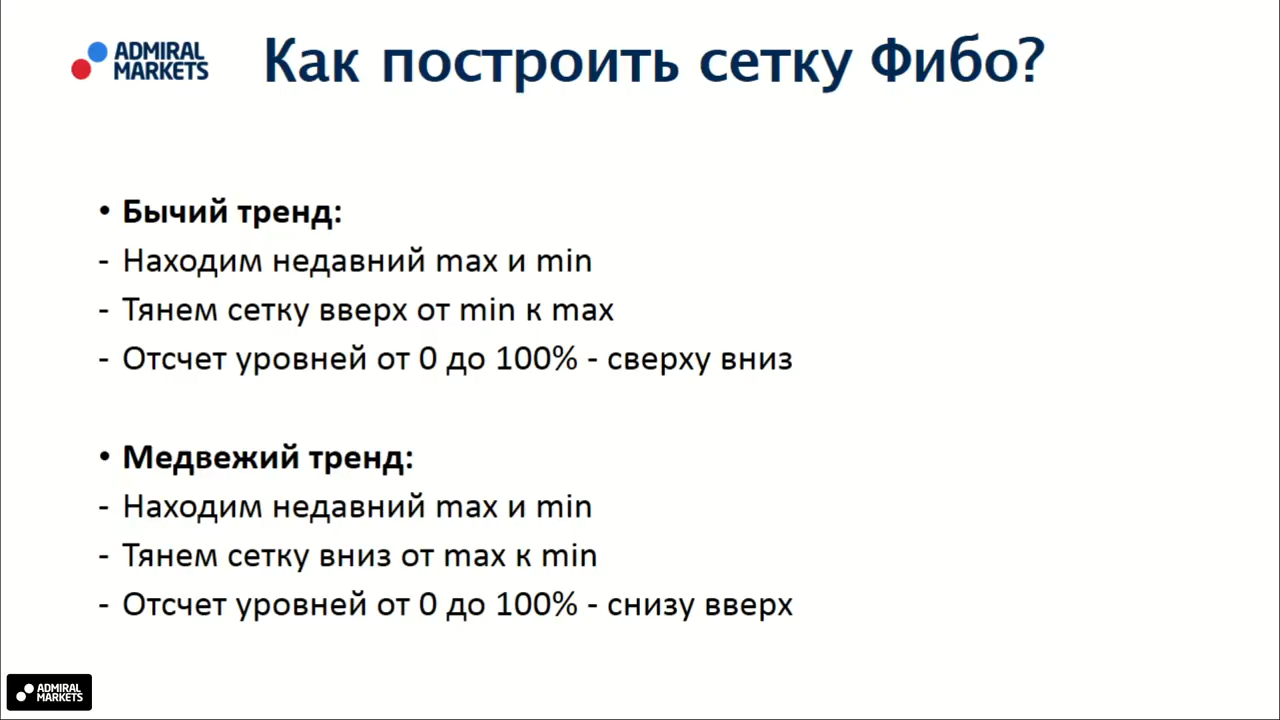 ADMIRAL
MARKETS
Как построить сетку Фибо?
• Бычий тренд:
- Находим недавний max и min
- Тянем сетку вверх от min к max
- Отсчет уровней от 0 до 100% - сверху вниз
• Медвежий тренд:
- Находим недавний max и min
- Тянем сетку вниз от max к min
- Отсчет уровней от 0 до 100% - снизу вверх
ADMIRAL
MARKETS